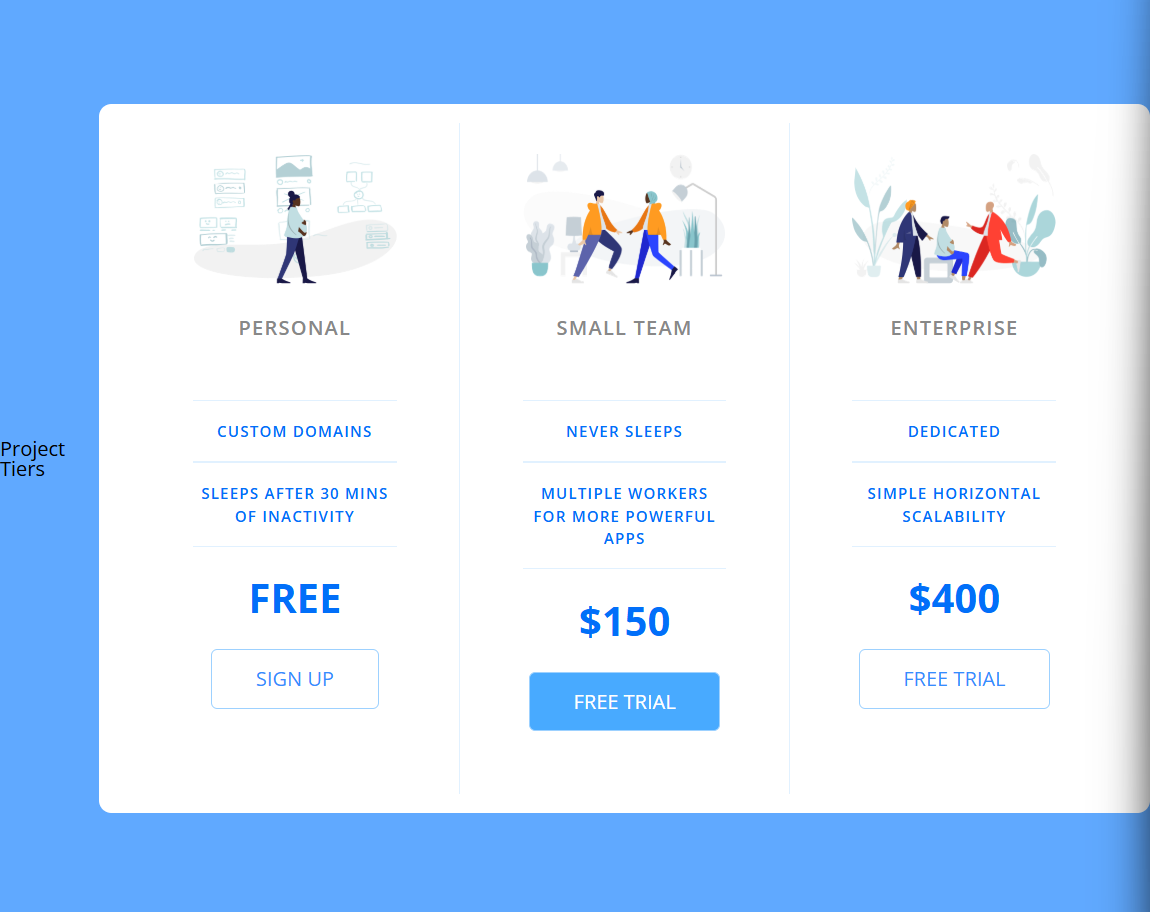 Project
Tiers
PERSONAL
CUSTOM DOMAINS
SLEEPS AFTER 30 MINS
OF INACTIVITY
FREE
SIGN UP
SMALL TEAM
NEVER SLEEPS
MULTIPLE WORKERS
FOR MORE POWERFUL
APPS
$150
FREE TRIAL
ENTERPRISE
DEDICATED
SIMPLE HORIZONTAL
SCALABILITY
$400
FREE TRIAL